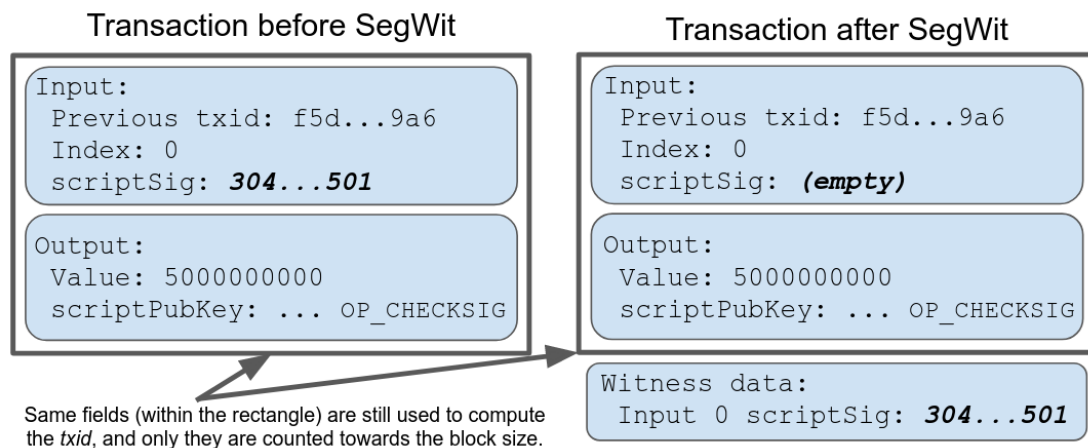 Transaction before SegWit
Input:
Previous txid: f5d...9a6
Index: 0
scriptSig: 304...501
Output:
Value: 5000000000
scriptPubKey: ... OP_CHECKSIG
Transaction after SegWit
Input:
Previous txid: f5d...9a6
Index: 0
scriptSig: (empty)
Output:
Value: 5000000000
scriptPubKey: ... OP_CHECKSIG
Witness data:
Input 0 scriptSig: 304...501
Same fields (within the rectangle) are still used to compute
the txid, and only they are counted towards the block size.